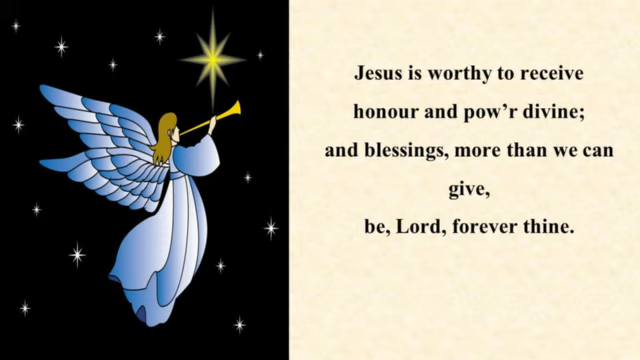 Jesus is worthy to receive
honour and pow’r divine;
and blessings, more than we can
give,
be, Lord, forever thine.